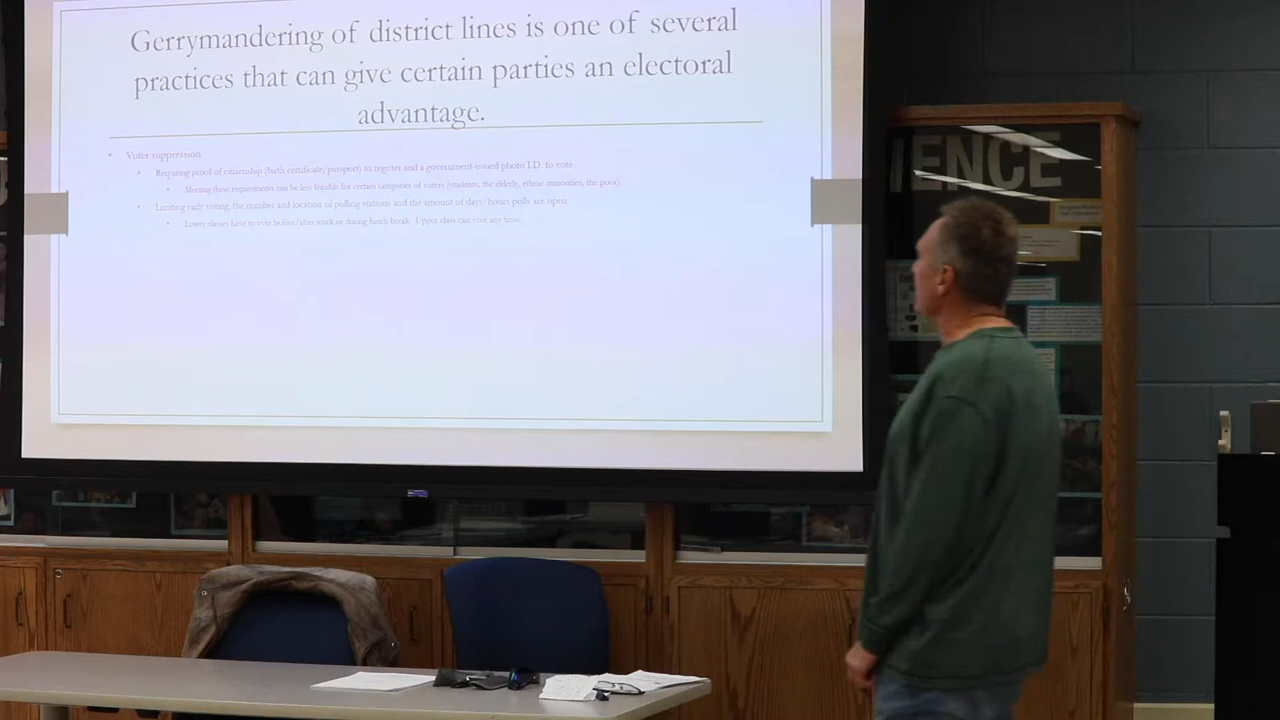 Gerrymandering of district lines is one of several
practices that can give certain parties an electoral
advantage.
Voter suppression
Requiring proof of citizenship (birth certificate/passport) to register and a government-issued photo I.D. to vote
Meeting these requirements can be less feasible for certain categories of voters (students, the elderly, ethnic minorities, the poor)
Limiting early voting, the number and location of polling stations and the amount of days/hours polls are open
Lower classes have to vote before/after work or during lunch break. Upper class can vote any time.
IENCE